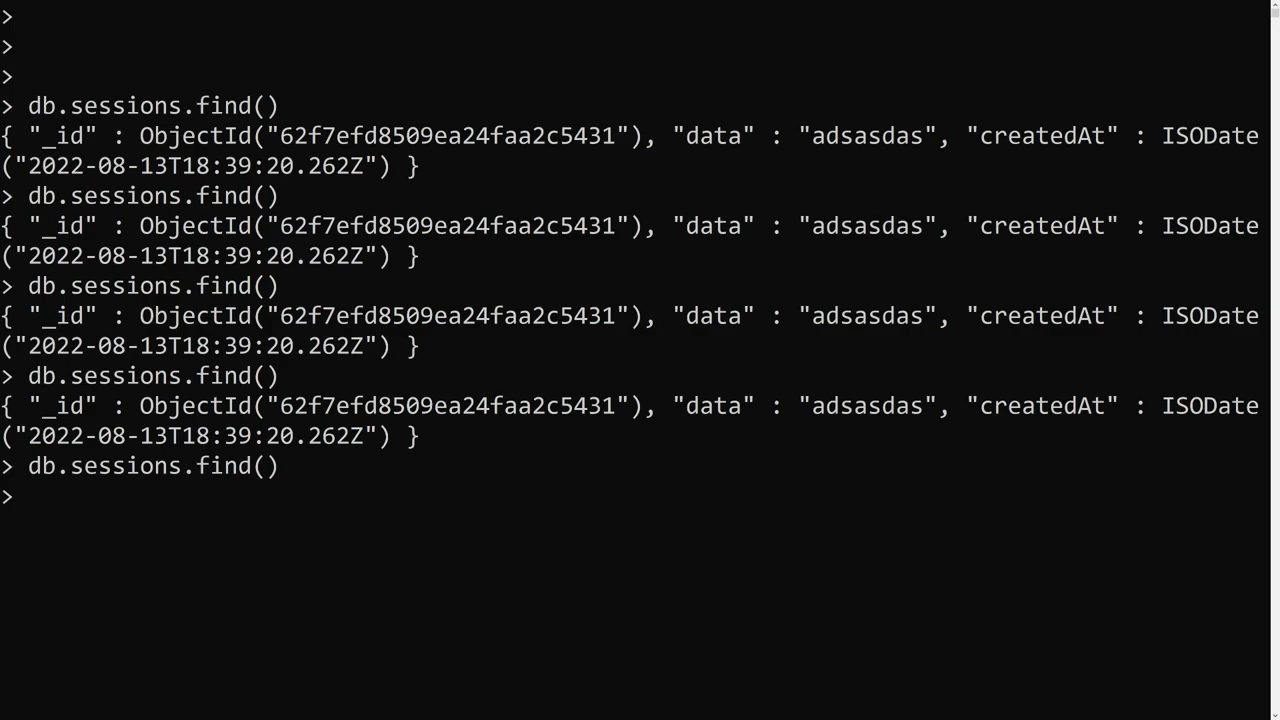 >
>
>
> db.sessions.find()
{ "_id" : ObjectId("62f7efd8509ea24faa2c5431"), "data" : "adsasdas", "createdAt" : ISODate
("2022-08-13T18:39:20.262Z") }
> db.sessions.find()
{ "_id" : ObjectId("62f7efd8509ea24faa2c5431"), "data" : "adsasdas", "createdAt" : ISODate
("2022-08-13T18:39:20.262Z") }
> db.sessions.find()
{ "_id" : ObjectId("62f7efd8509ea24faa2c5431"), "data" : "adsasdas", "createdAt" : ISODate
("2022-08-13T18:39:20.262Z") }
> db.sessions.find()
{ "_id" : ObjectId("62f7efd8509ea24faa2c5431"), "data" : "adsasdas", "createdAt" : ISODate
("2022-08-13T18:39:20.262Z") }
> db.sessions.find()
>